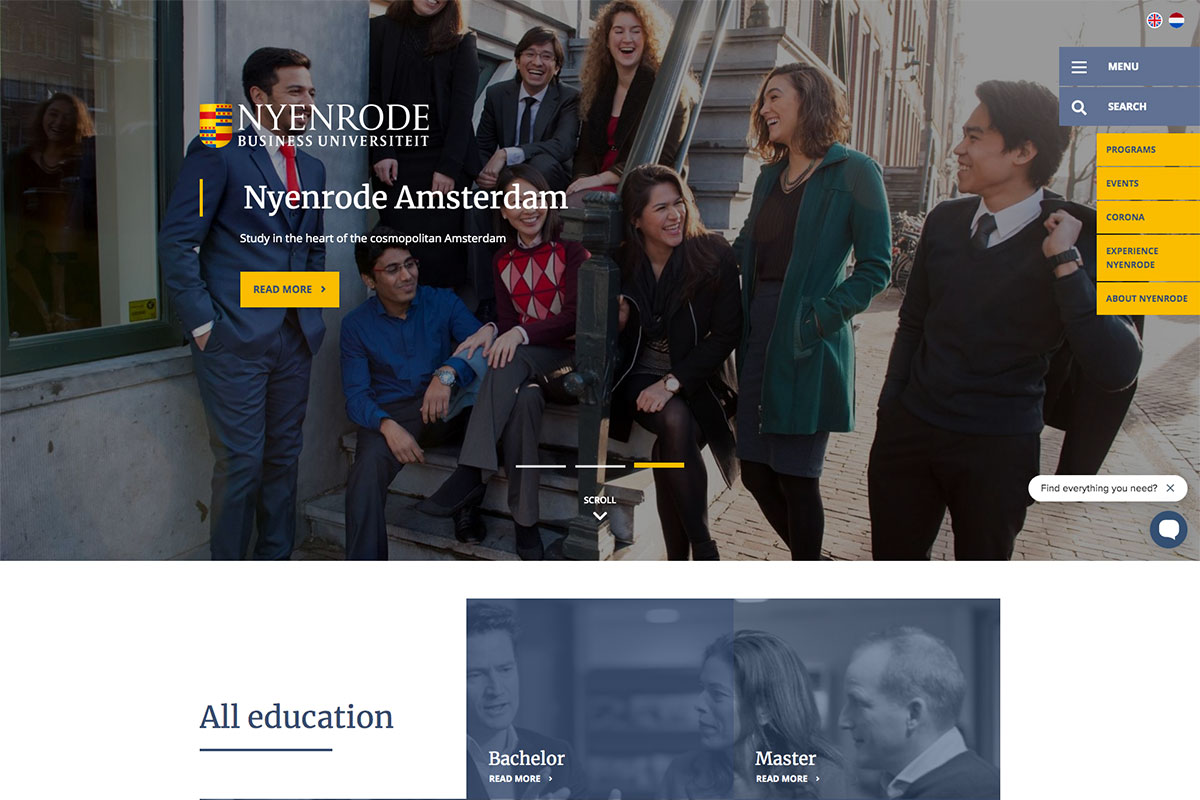 MENU
SEARCH
NYENRODE
BUSINESS UNIVERSITEIT
PROGRAMS
EVENTS
CORONA
EXPERIENCE
NYENRODE
ABOUT NYENRODE
Nyenrode Amsterdam
Study in the heart of the cosmopolitan Amsterdam
READ MORE
SCROLL
Find everything you need?
All education
Bachelor
READ MORE
Master
READ MORE